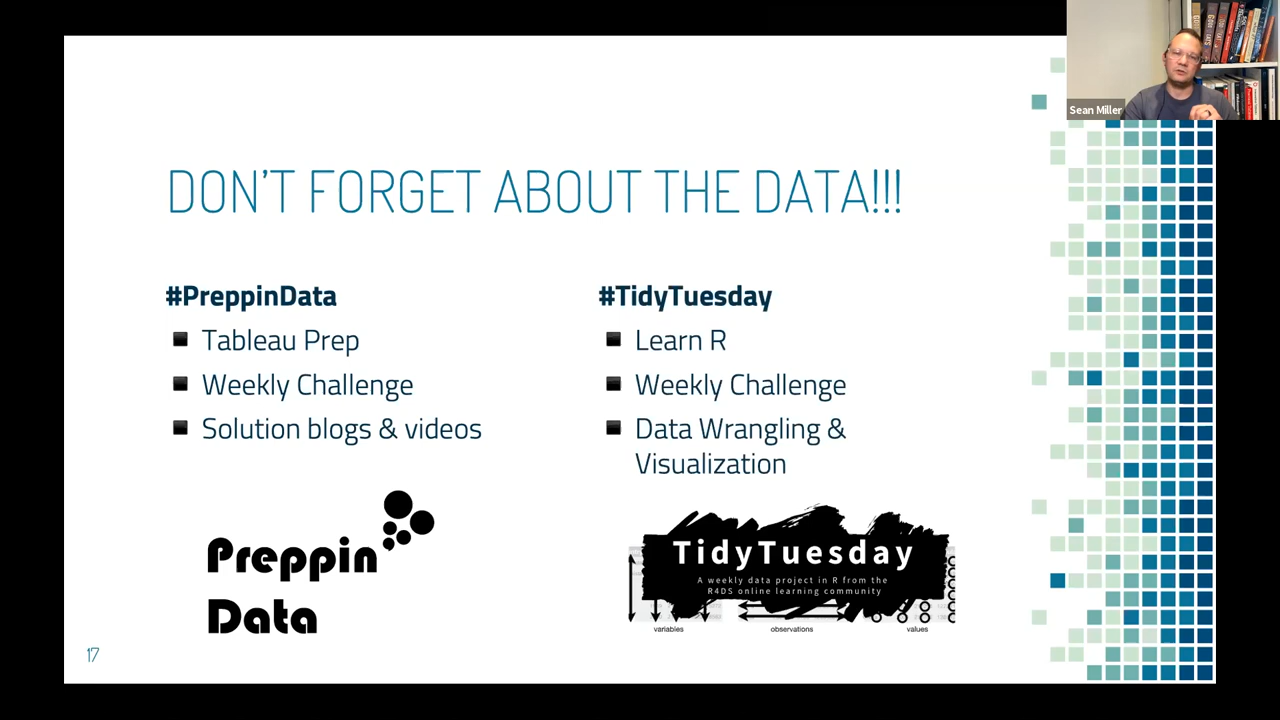 Sean Miller
DON'T FORGET ABOUT THE DATA!!!
#PreppinData
Tableau Prep
Weekly Challenge
Solution blogs & videos
#TidyTuesday
Learn R
Weekly Challenge
Data Wrangling &
Visualization
Preppin
Data
TidyTuesday
A weekly data project in R from the
R4DS online learning community
variables
observations
values
17